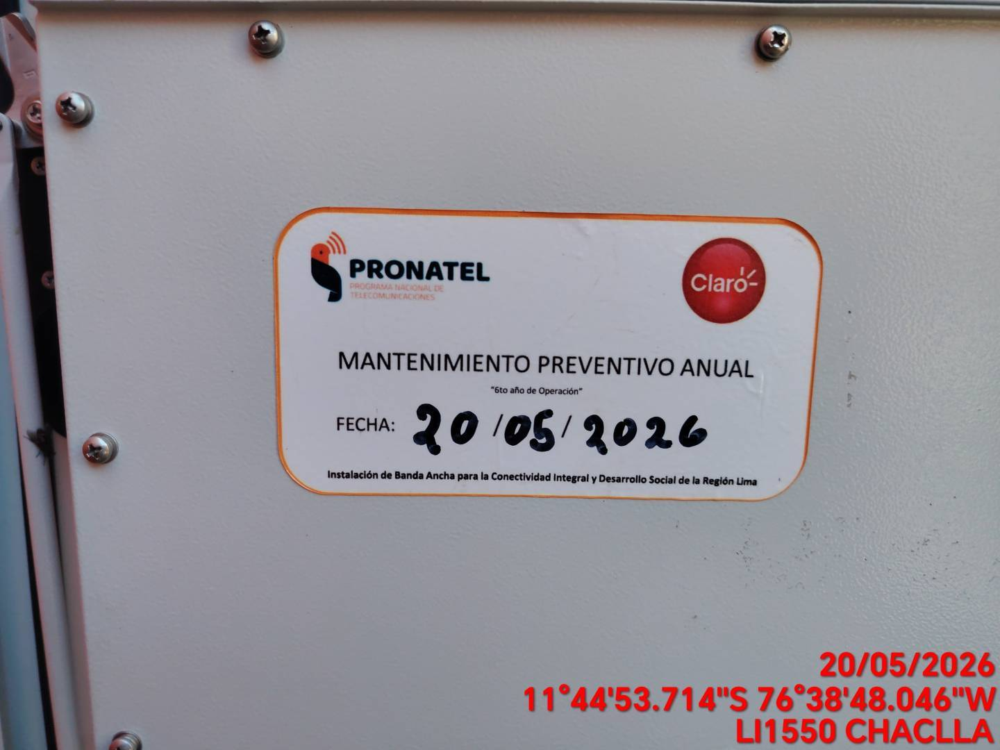 PRONATEL
PROGRAMA NACIONAL DE
TELECOMUNICACIONES
Claro-
MANTENIMIENTO PREVENTIVO ANUAL
"6to año de Operación"
FECHA: 20/05/2026
Instalación de Banda Ancha para la Conectividad Integral y Desarrollo Social de la Región Lima
20/05/2026
11°44'53.714"S 76°38'48.046"W
LI1550 CHACLLA